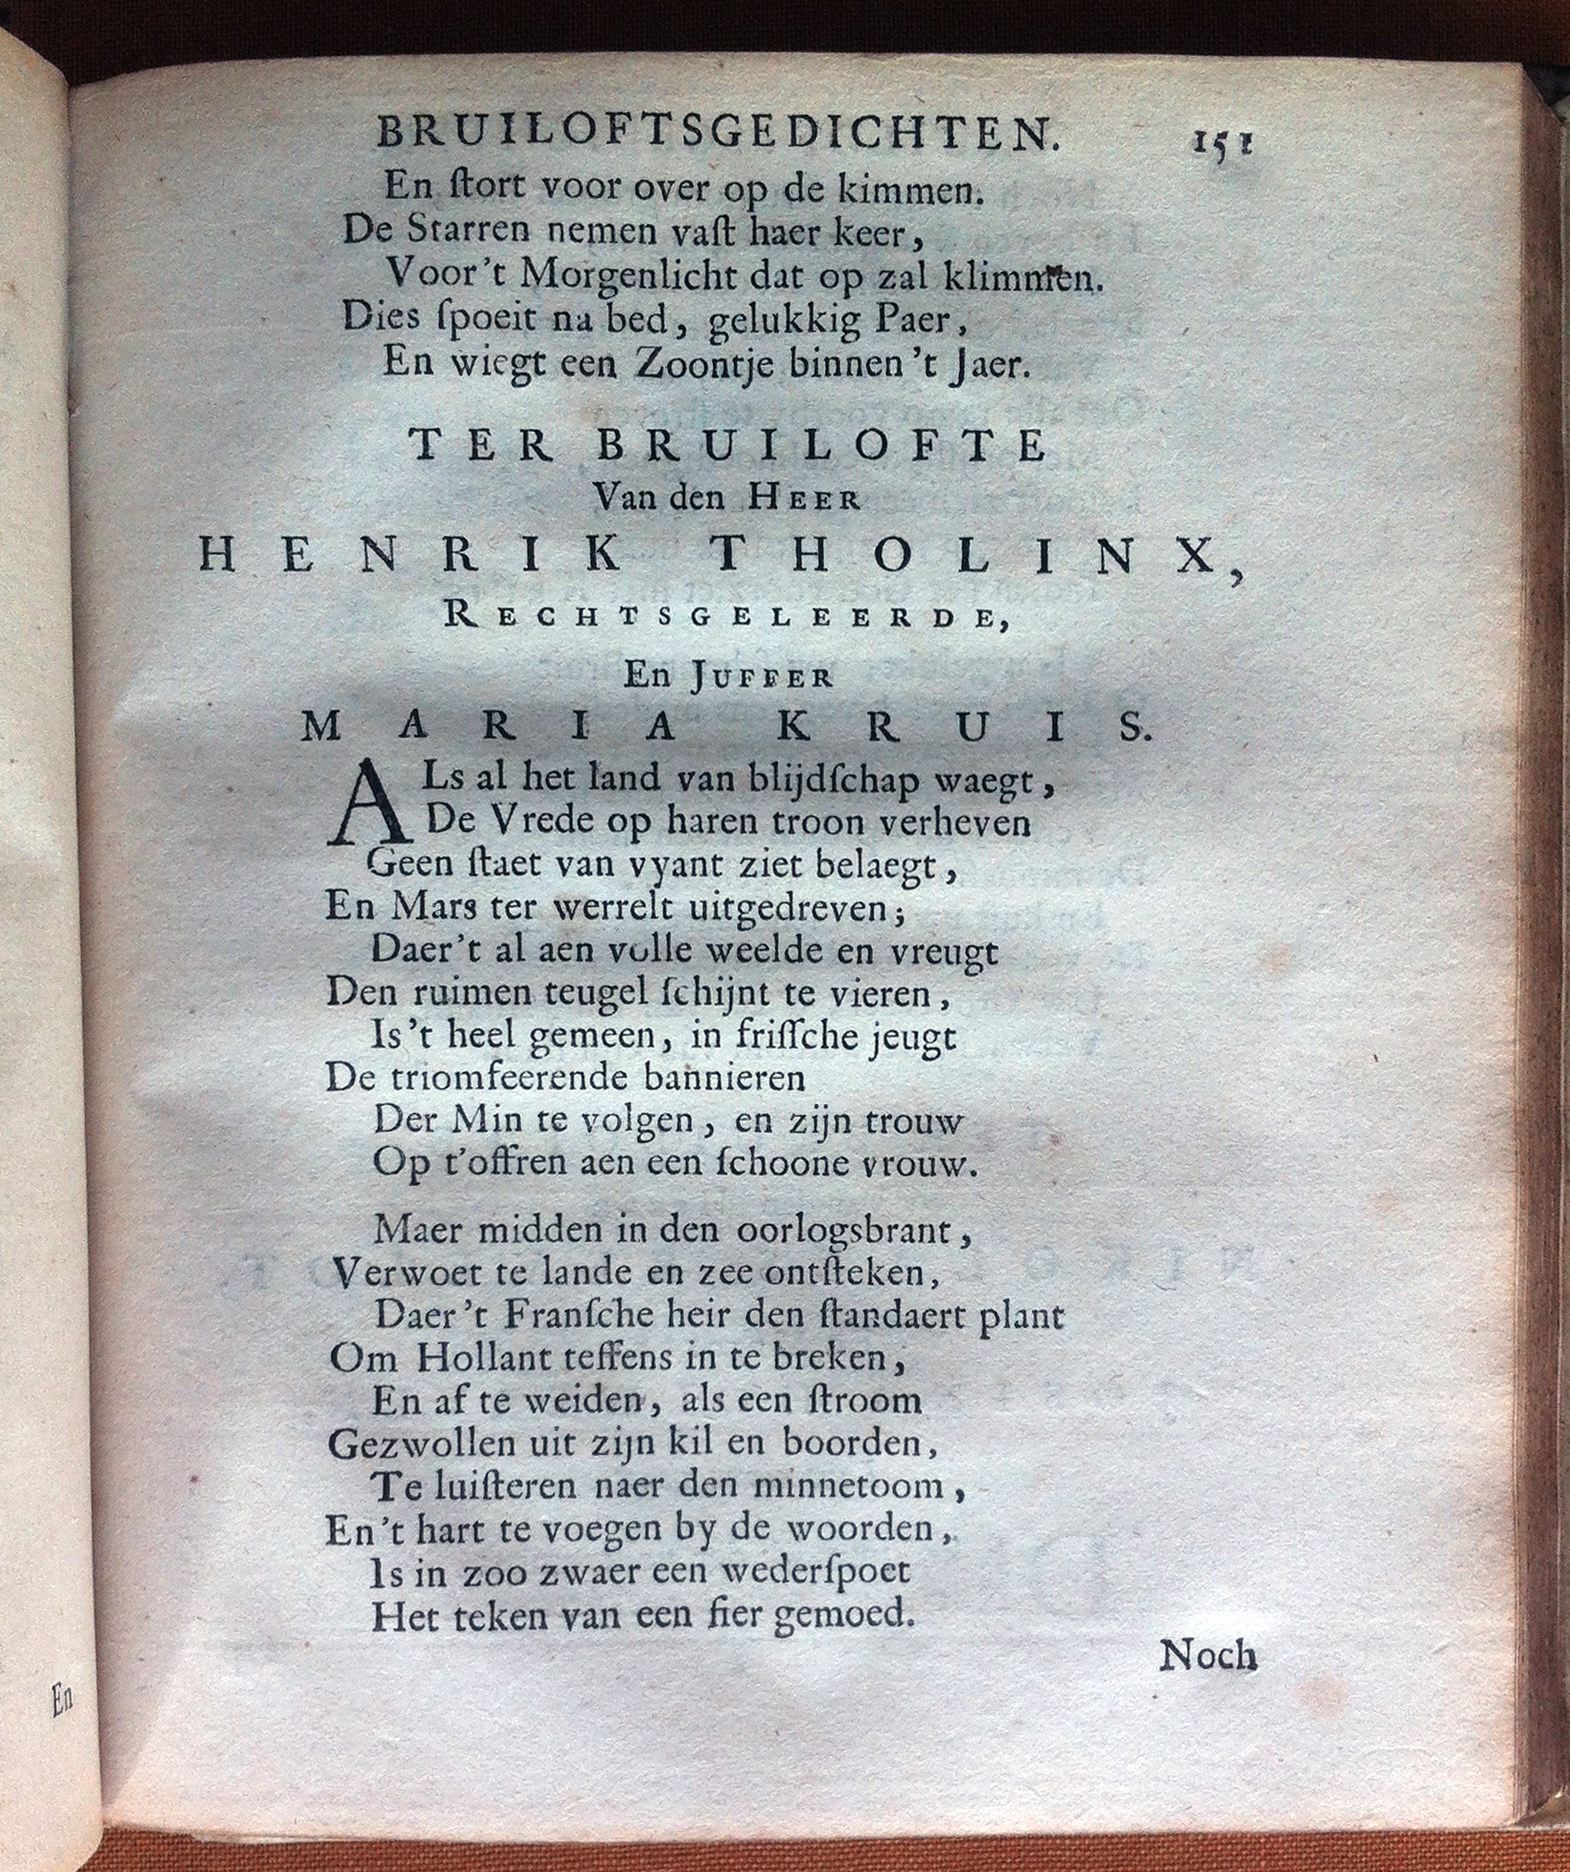 BRUILOFTSGEDICHTEN. 151
En ſtort voor over op de kimmen.
De Starren nemen vaſt haer keer,
Voor't Morgenlicht dat op zal klimmen.
Dies ſpoeit na bed, gelukkig Paer,
En wiegt een Zoontje binnen 't Jaer.
TER BRUILOFTE
Van den HEER
HENRIK THOLINX,
RECHTSGELEERDE,
En JUFFER
MARIA KRUIS.
ALs al het land van blijdſchap waegt,
De Vrede op haren troon verheven
Geen ſtaet van vyant ziet belaegt,
En Mars ter werrelt uitgedreven;
Daer't al aen volle weelde en vreugt
Den ruimen teugel ſchijnt te vieren,
Is't heel gemeen, in friſſche jeugt
De triomfeerende bannieren
Der Min te volgen, en zijn trouw
Op t'offren aen een ſchoone vrouw.
Maer midden in den oorlogsbrant,
Verwoet te lande en zee ontſteken,
Daer't Franſche heir den ſtandaert plant
Om Hollant teffens in te breken,
En af te weiden, als een ſtroom
Gezwollen uit zijn kil en boorden,
Te luiſteren naer den minnetoom,
En't hart te voegen by de woorden,
Is in zoo zwaer een wederſpoet
Het teken van een fier gemoed.
Noch
En